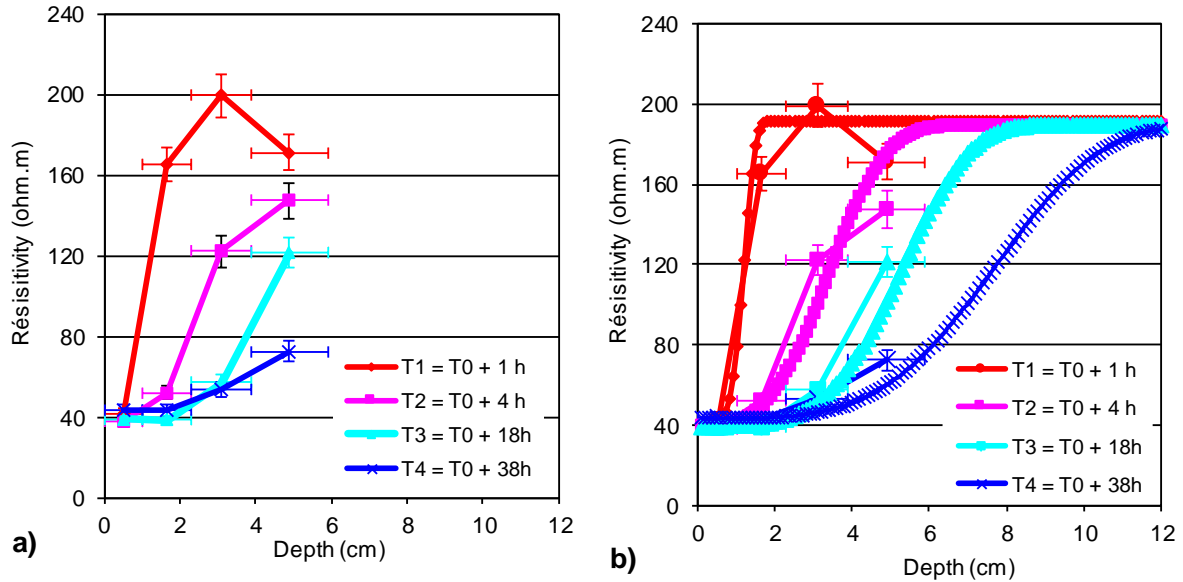 240
200
160
120
80
40
0
Résisitivity (ohm.m)
T1 = T0 + 1 h
T2 = T0 + 4 h
T3 = T0 + 18h
T4 = T0 + 38h
0 2 4 6 8 10 12
Depth (cm)
a)
240
200
160
120
80
40
0
Résisitivity (ohm.m)
T1 = T0 + 1 h
T2 = T0 + 4 h
T3 = T0 + 18h
T4 = T0 + 38h
0 2 4 6 8 10 12
Depth (cm)
b)